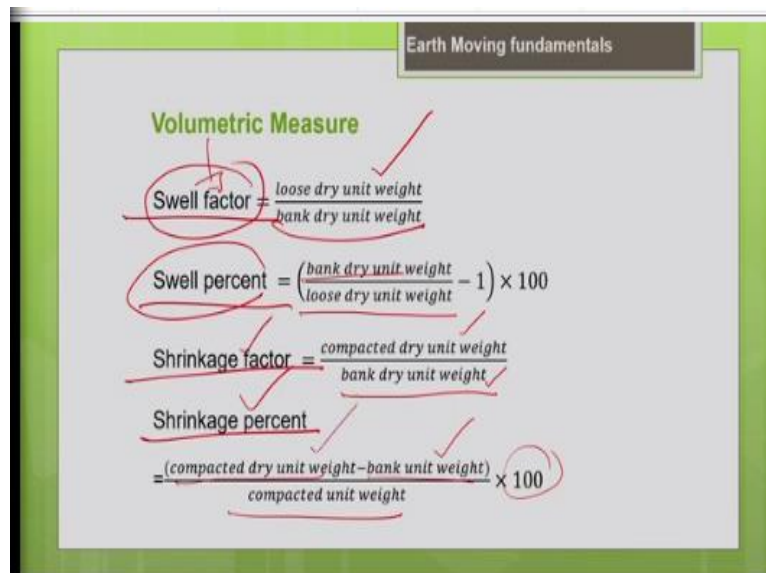 Earth Moving fundamentals
Volumetric Measure
Swell factor = loose dry unit weight / bank dry unit weight
Swell percent = (bank dry unit weight / loose dry unit weight − 1) × 100
Shrinkage factor = compacted dry unit weight / bank dry unit weight
Shrinkage percent
= (compacted dry unit weight−bank unit weight) / compacted unit weight × 100